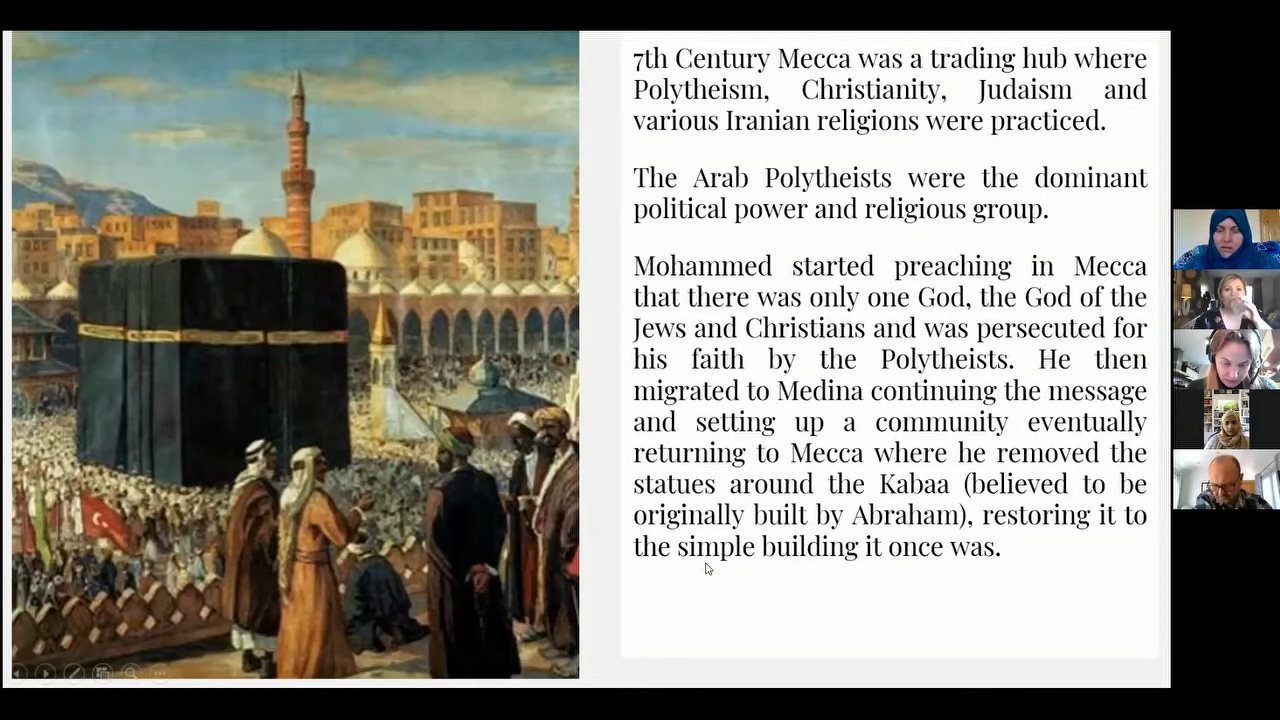 7th Century Mecca was a trading hub where
Polytheism, Christianity, Judaism and
various Iranian religions were practiced.
The Arab Polytheists were the dominant
political power and religious group.
Mohammed started preaching in Mecca
that there was only one God, the God of the
Jews and Christians and was persecuted for
his faith by the Polytheists. He then
migrated to Medina continuing the message
and setting up a community eventually
returning to Mecca where he removed the
statues around the Kabaa (believed to be
originally built by Abraham), restoring it to
the simple building it once was.